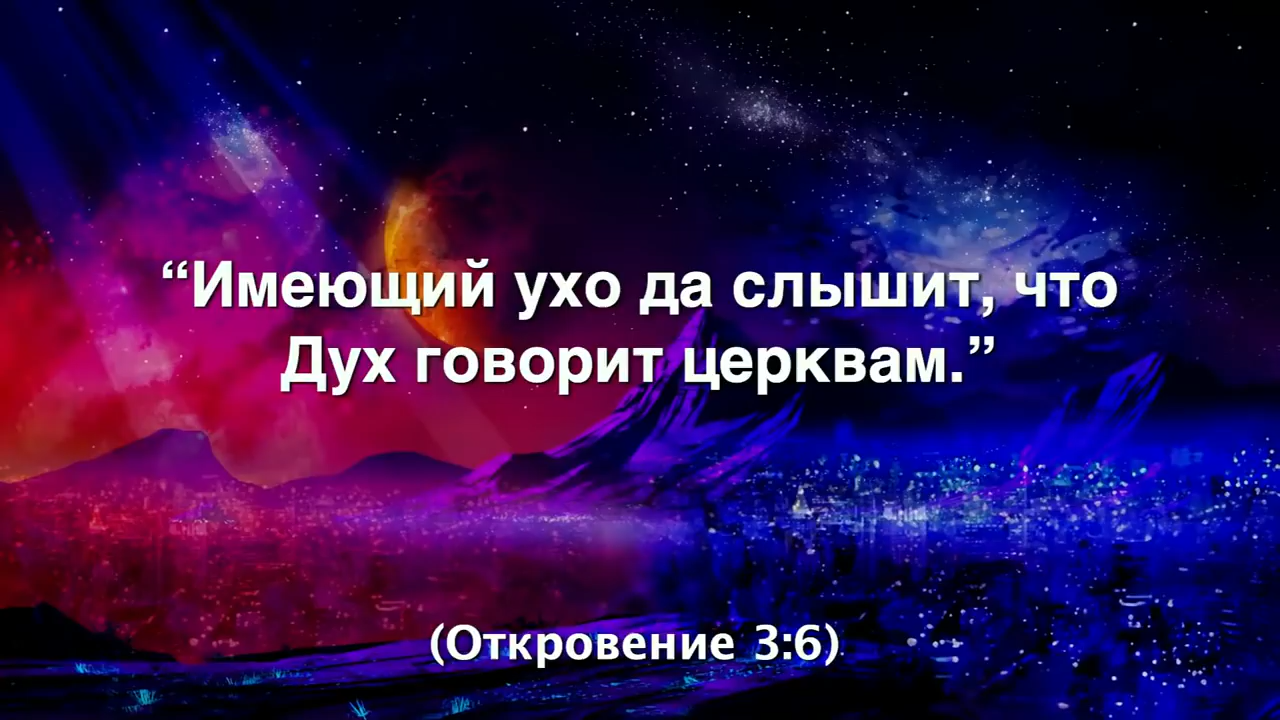 “Имеющий ухо да слышит, что
Дух говорит церквам.”
(Откровение 3:6)